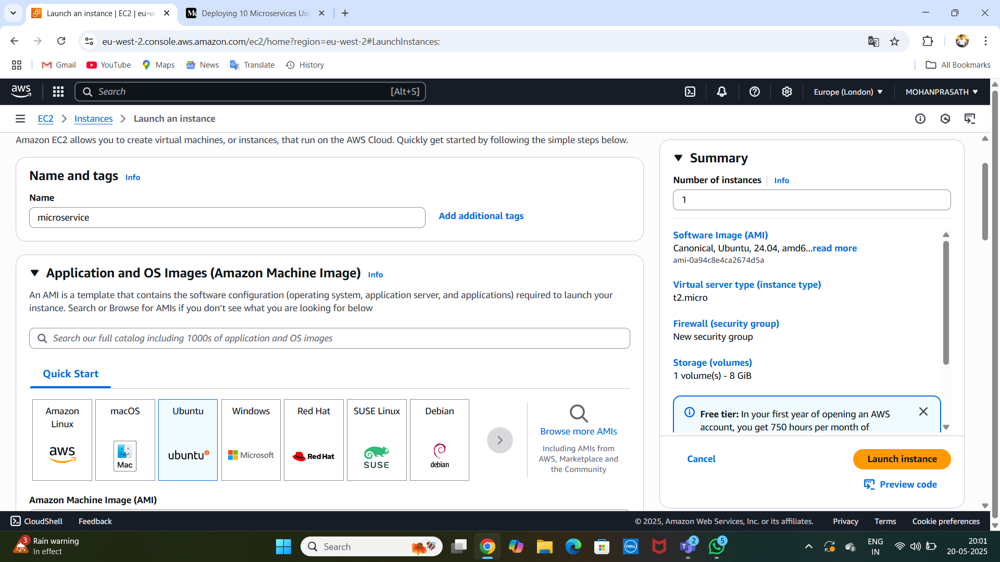 Launch an instance | EC2 | eu-w
Deploying 10 Microservices Usi
eu-west-2.console.aws.amazon.com/ec2/home?region=eu-west-2#LaunchInstances:
Gmail
YouTube
Maps
News
Translate
History
All Bookmarks
aws
Search
[Alt+S]
Europe (London)
MOHANPRASATH
EC2
Instances
Launch an instance
Amazon EC2 allows you to create virtual machines, or instances, that run on the AWS Cloud. Quickly get started by following the simple steps below.
Name and tags Info
Name
microservice
Add additional tags
Application and OS Images (Amazon Machine Image) Info
An AMI is a template that contains the software configuration (operating system, application server, and applications) required to launch your
instance. Search or Browse for AMIs if you don’t see what you are looking for below
Search our full catalog including 1000s of application and OS images
Quick Start
Amazon
Linux
aws
macOS
Mac
Ubuntu
ubuntu
Windows
Microsoft
Red Hat
Red Hat
SUSE Linux
SUSE
Debian
debian
Browse more AMIs
Including AMIs from
AWS, Marketplace and
the Community
Amazon Machine Image (AMI)
Summary
Number of instances Info
1
Software Image (AMI)
Canonical, Ubuntu, 24.04, amd6...read more
ami-0a94c8e4ca2674d5a
Virtual server type (instance type)
t2.micro
Firewall (security group)
New security group
Storage (volumes)
1 volume(s) - 8 GiB
Free tier: In your first year of opening an AWS
account, you get 750 hours per month of
Cancel
Launch instance
Preview code
CloudShell
Feedback
© 2025, Amazon Web Services, Inc. or its affiliates.
Privacy
Terms
Cookie preferences
3
Rain warning
In effect
Search
DELL
2
5
ENG
IN
20:01
20-05-2025